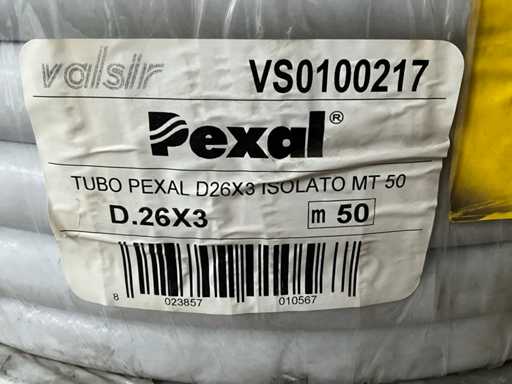 valsir VS0100217
Pexal®
TUBO PEXAL D26X3 ISOLATO MT 50
D.26X3 m 50
8 023857 010567